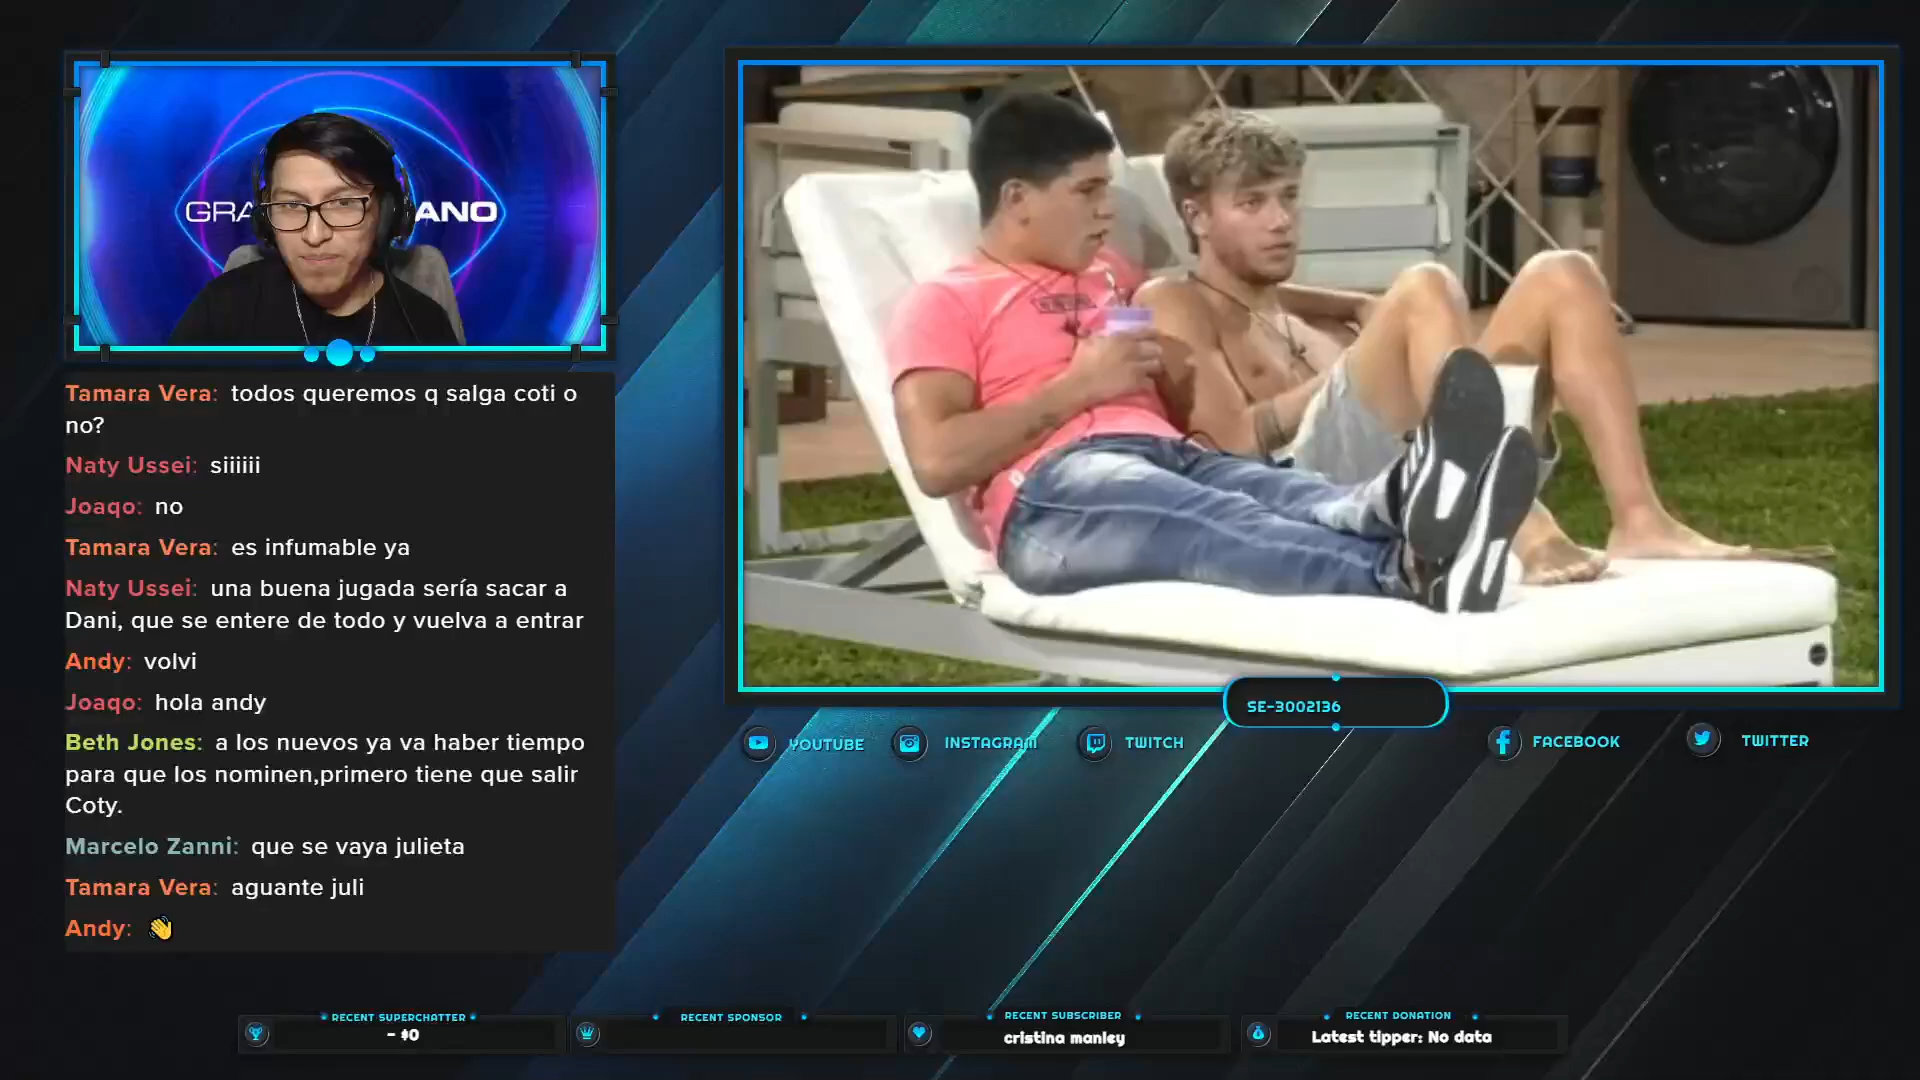 GRA
ANO
Tamara Vera: todos queremos q salga coti o
no?
Naty Ussei: siiiiii
Joaqo: no
Tamara Vera: es infumable ya
Naty Ussei: una buena jugada sería sacar a
Dani, que se entere de todo y vuelva a entrar
Andy: volvi
Joaqo: hola andy
Beth Jones: a los nuevos ya va haber tiempo
para que los nominen,primero tiene que salir
Coty.
Marcelo Zanni: que se vaya julieta
Tamara Vera: aguante juli
Andy: 👋
SE-3002136
YOUTUBE
INSTAGRAM
TWITCH
FACEBOOK
TWITTER
RECENT SUPERCHATTER
- $0
RECENT SPONSOR
RECENT SUBSCRIBER
cristina manley
RECENT DONATION
Latest tipper: No data